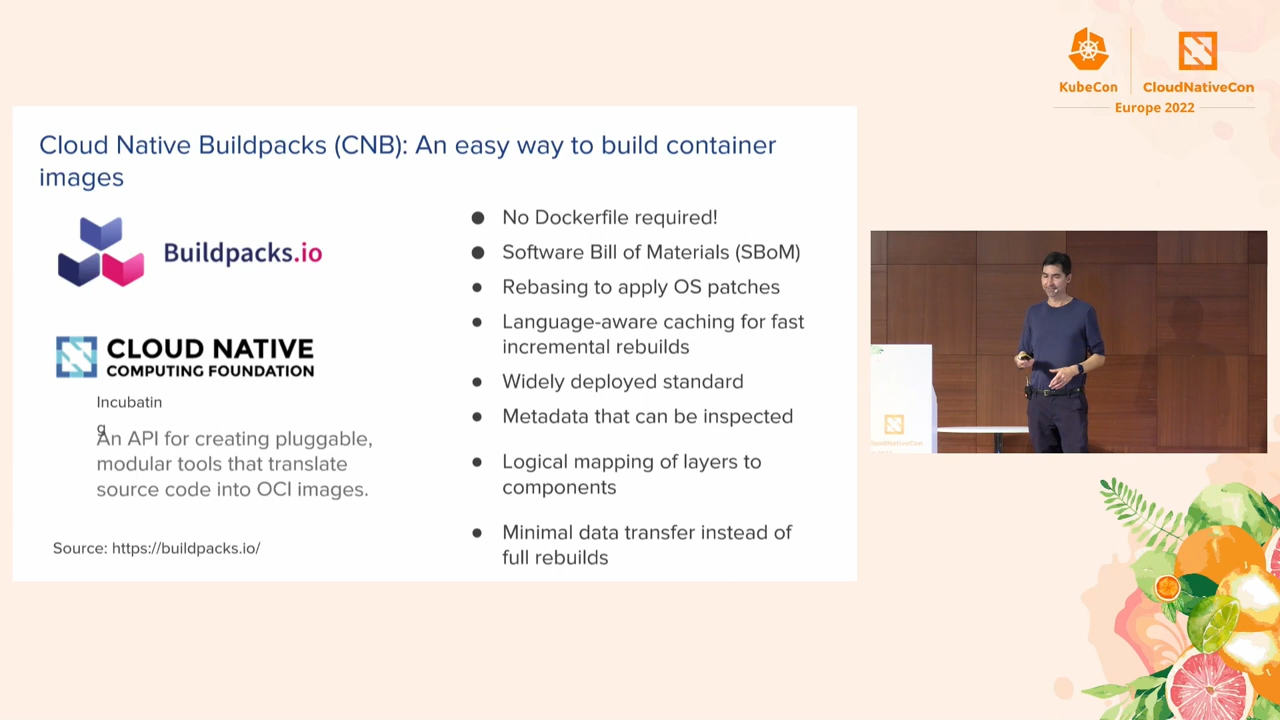 KubeCon
CloudNativeCon
Europe 2022
Cloud Native Buildpacks (CNB): An easy way to build container
images
Buildpacks.io
CLOUD NATIVE
COMPUTING FOUNDATION
Incubatin
g
An API for creating pluggable,
modular tools that translate
source code into OCI images.
Source: https://buildpacks.io/
● No Dockerfile required!
● Software Bill of Materials (SBoM)
● Rebasing to apply OS patches
● Language-aware caching for fast
incremental rebuilds
● Widely deployed standard
● Metadata that can be inspected
● Logical mapping of layers to
components
● Minimal data transfer instead of
full rebuilds
CloudNativeCon